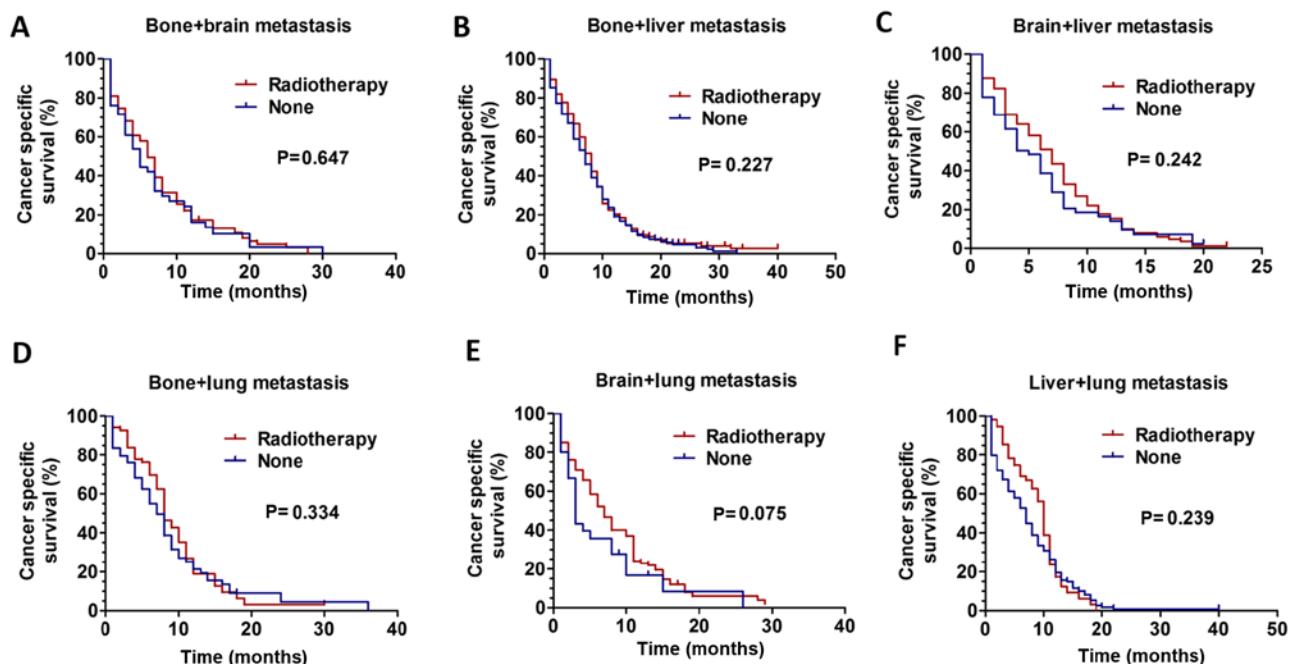 A
Bone+brain metastasis
Cancer specific
survival (%)
100
80
60
40
20
0
Radiotherapy
None
P=0.647
0
10
20
30
40
Time (months)
B
Bone+liver metastasis
Cancer specific
survival (%)
100
80
60
40
20
0
Radiotherapy
None
P=0.227
0
10
20
30
40
50
Time (months)
C
Brain+liver metastasis
Cancer specific
survival (%)
100
80
60
40
20
0
Radiotherapy
None
P= 0.242
0
5
10
15
20
25
Time (months)
D
Bone+lung metastasis
Cancer specific
survival (%)
100
80
60
40
20
0
Radiotherapy
None
P= 0.334
0
10
20
30
40
Time (months)
E
Brain+lung metastasis
Cancer specific
survival (%)
100
80
60
40
20
0
Radiotherapy
None
P= 0.075
0
10
20
30
40
Time (months)
F
Liver+lung metastasis
Cancer specific
survival (%)
100
80
60
40
20
0
Radiotherapy
None
P= 0.239
0
10
20
30
40
50
Time (months)